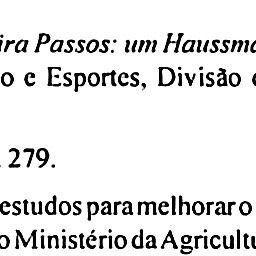 ira Passos: um Haussma
o e Esportes, Divisão
279.
estudos para melhorar o
o Ministério da Agricultu